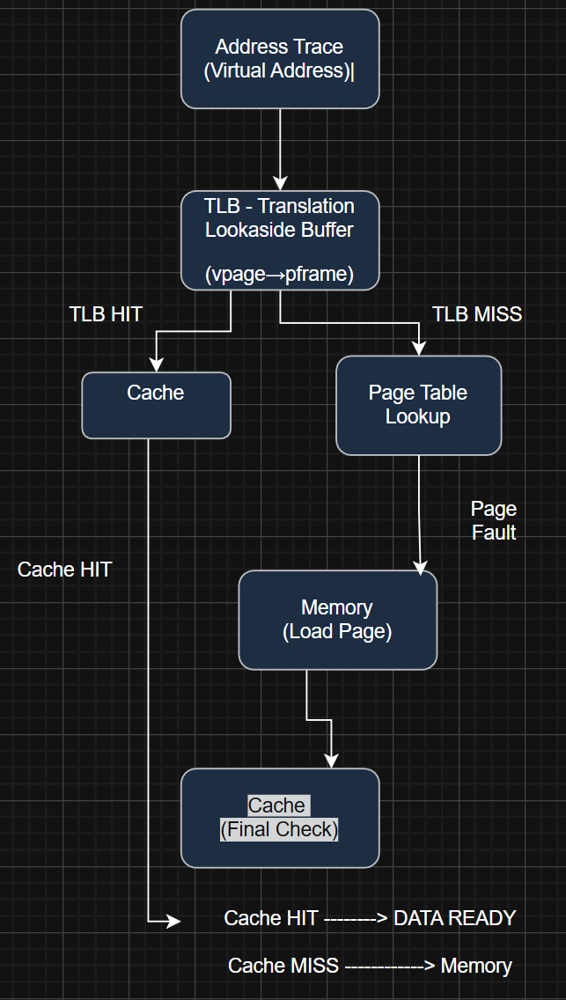 Address Trace
(Virtual Address)|
TLB - Translation
Lookaside Buffer
(vpage→pframe)
TLB HIT
TLB MISS
Cache
Page Table
Lookup
Page
Fault
Cache HIT
Memory
(Load Page)
Cache
(Final Check)
Cache HIT --------> DATA READY
Cache MISS ------------> Memory